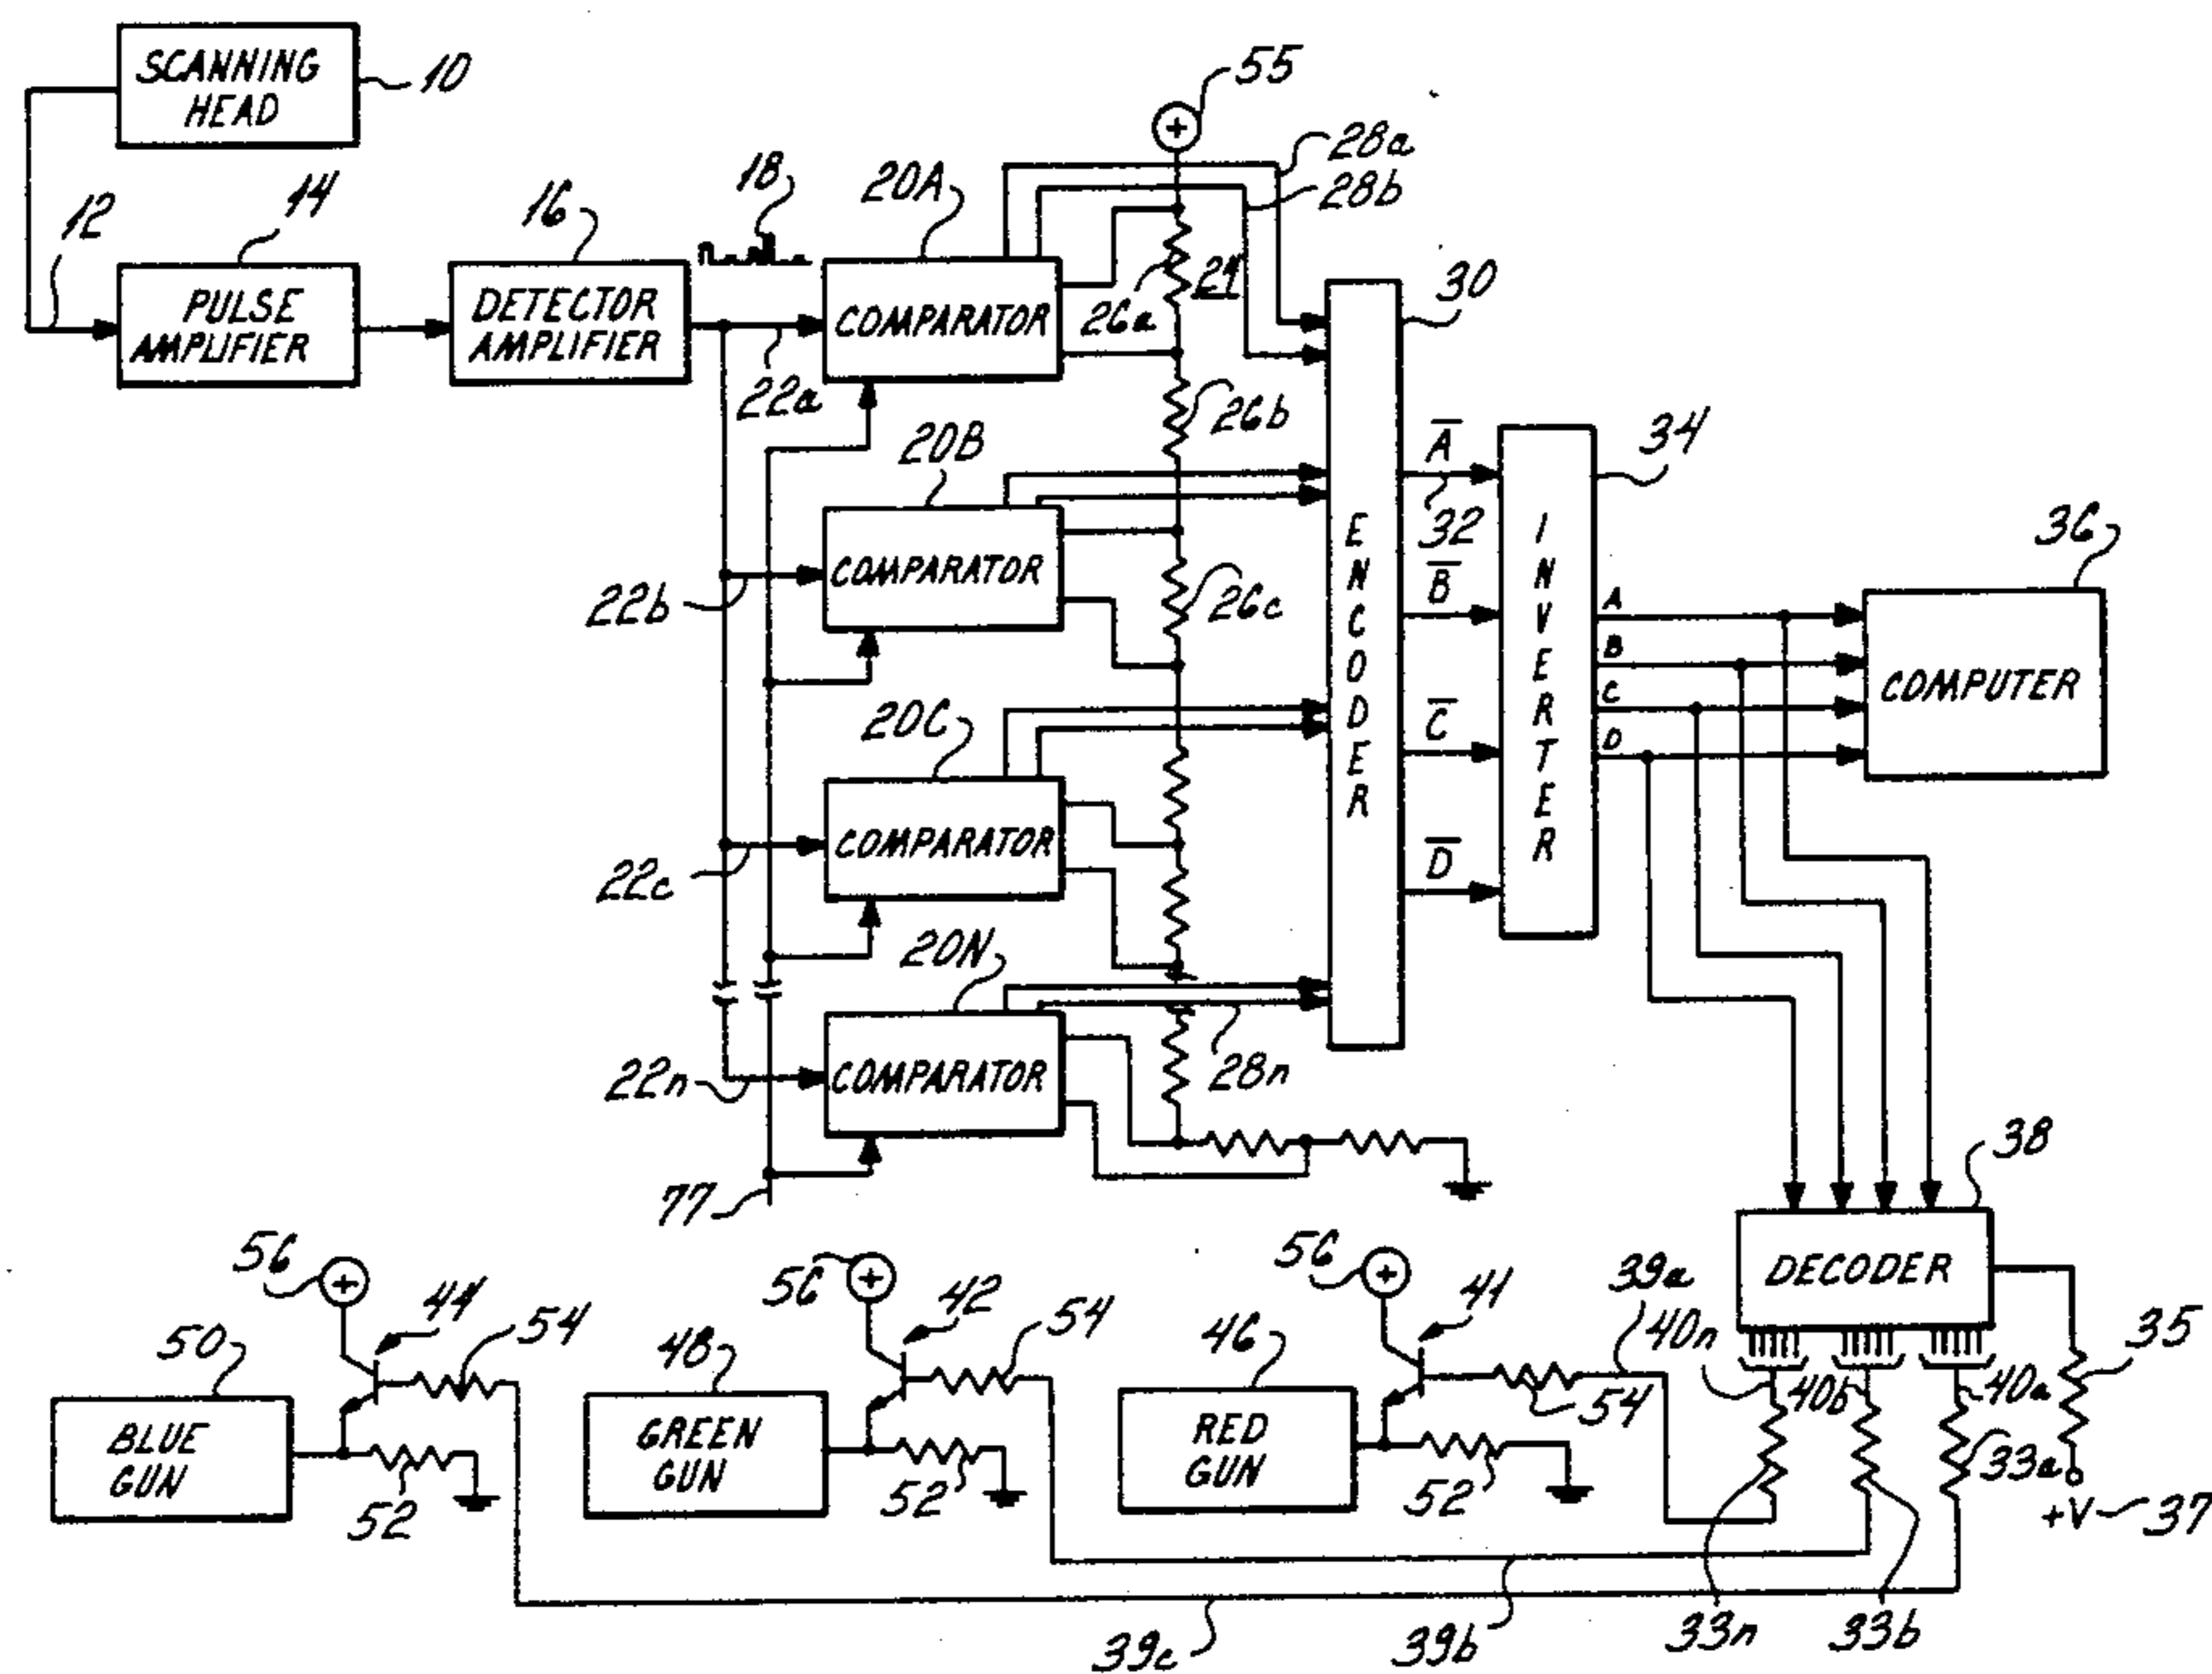 SCANNING
HEAD
10
55
12
14
PULSE
AMPLIFIER
16
DETECTOR
AMPLIFIER
18
20A
COMPARATOR
22a
28a
28b
26a
24
26b
30
20B
COMPARATOR
22b
26c
ENCODER
A
32
B
C
D
34
INVERTER
A
B
C
D
36
COMPUTER
20C
COMPARATOR
22c
20N
COMPARATOR
22n
28n
77
38
DECODER
56
44
54
50
BLUE
GUN
52
56
42
54
48
GREEN
GUN
52
56
41
54
46
RED
GUN
52
39a
40n
40b
40a
35
33a
+V
37
39c
39b
33n
33b